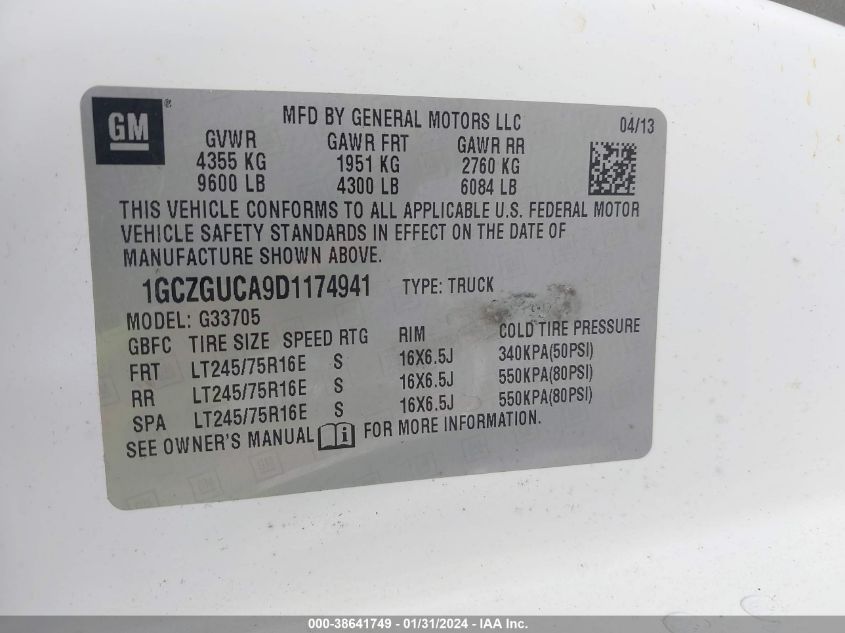 GM ®
MFD BY GENERAL MOTORS LLC 04/13
GVWR GAWR FRT GAWR RR
4355 KG 1951 KG 2760 KG
9600 LB 4300 LB 6084 LB
THIS VEHICLE CONFORMS TO ALL APPLICABLE U.S. FEDERAL MOTOR
VEHICLE SAFETY STANDARDS IN EFFECT ON THE DATE OF
MANUFACTURE SHOWN ABOVE.
1GCZGUCA9D1174941 TYPE: TRUCK
MODEL: G33705
GBFC TIRE SIZE SPEED RTG RIM COLD TIRE PRESSURE
FRT LT245/75R16E S 16X6.5J 340KPA(50PSI)
RR LT245/75R16E S 16X6.5J 550KPA(80PSI)
SPA LT245/75R16E S 16X6.5J 550KPA(80PSI)
SEE OWNER'S MANUAL i FOR MORE INFORMATION.
000-38641749 - 01/31/2024 - IAA Inc.